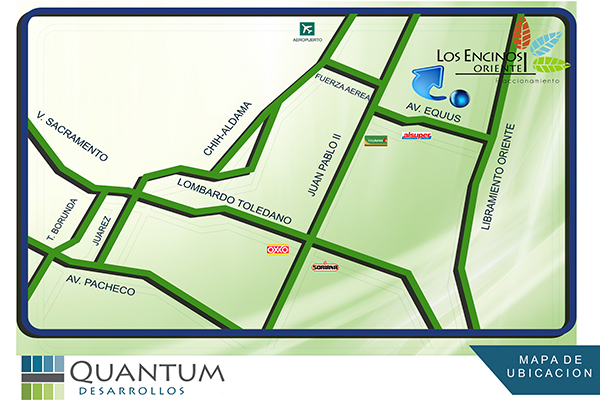 AEROPUERTO
LOS ENCINOS
ORIENTE
fraccionamiento
FUERZA AEREA
AV. EQUUS
CHIH-ALDAMA
V. SACRAMENTO
JUAN PABLO II
alsuper
LIBRAMIENTO ORIENTE
LOMBARDO TOLEDANO
T. BORUNDA
JUAREZ
OXXO
SORIANA
AV. PACHECO
QUANTUM
DESARROLLOS
MAPA DE
UBICACION